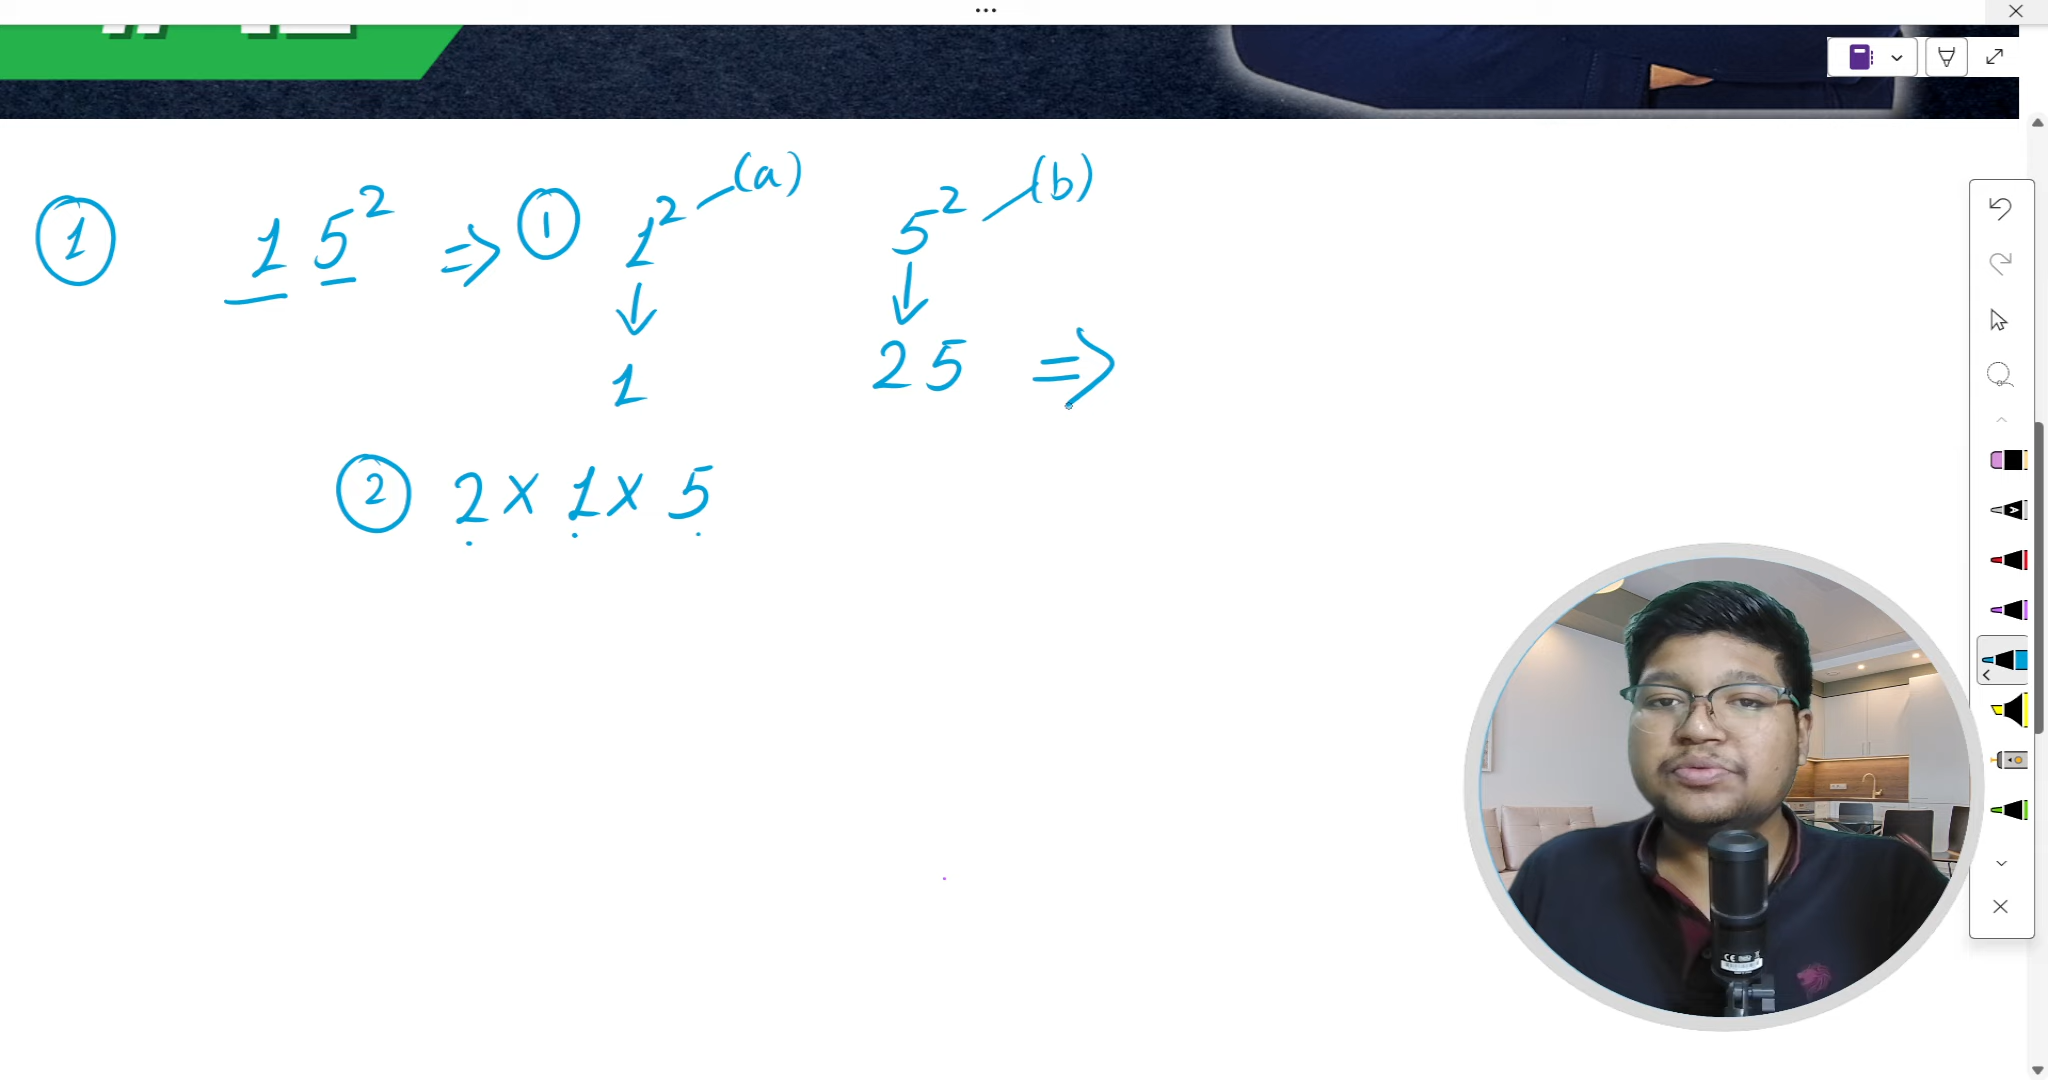 ① 15² => ① 1² (a) 5² (b)
↓ ↓
1 25 =>
② 2 x 1 x 5